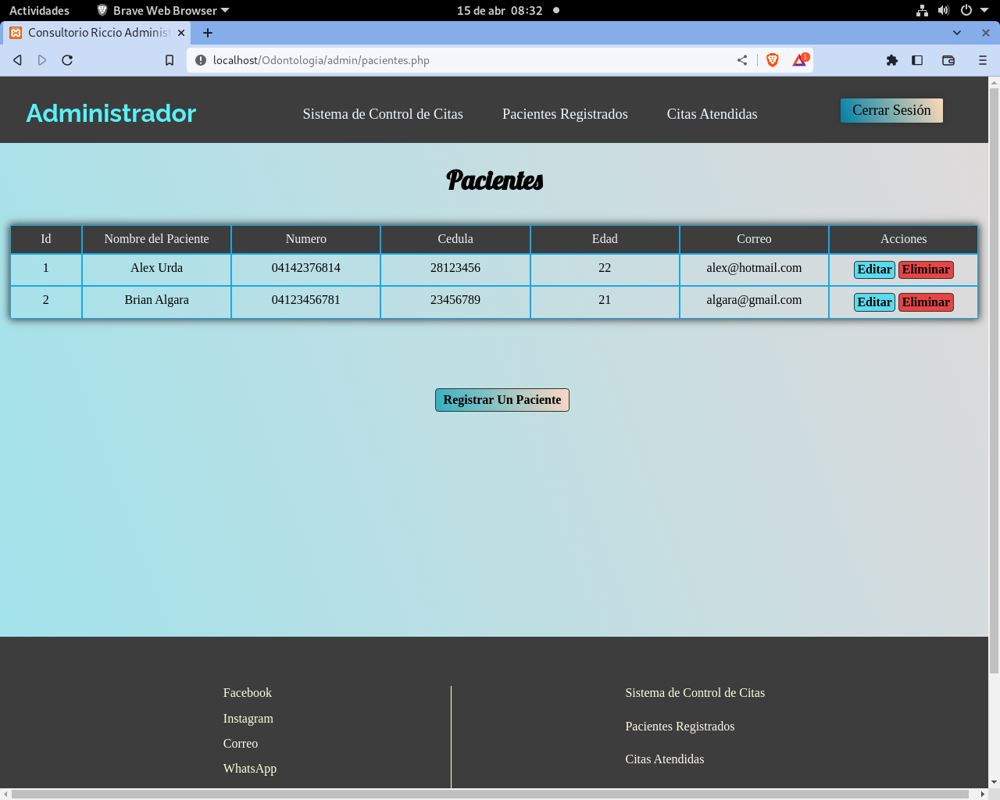 Actividades Brave Web Browser 15 de abr 08:32
Consultorio Riccio Administ
localhost/Odontologia/admin/pacientes.php 1
Administrador Sistema de Control de Citas Pacientes Registrados Citas Atendidas Cerrar Sesión
Pacientes
Id Nombre del Paciente Numero Cedula Edad Correo Acciones
1 Alex Urda 04142376814 28123456 22 alex@hotmail.com Editar Eliminar
2 Brian Algara 04123456781 23456789 21 algara@gmail.com Editar Eliminar
Registrar Un Paciente
Facebook
Instagram
Correo
WhatsApp
Sistema de Control de Citas
Pacientes Registrados
Citas Atendidas